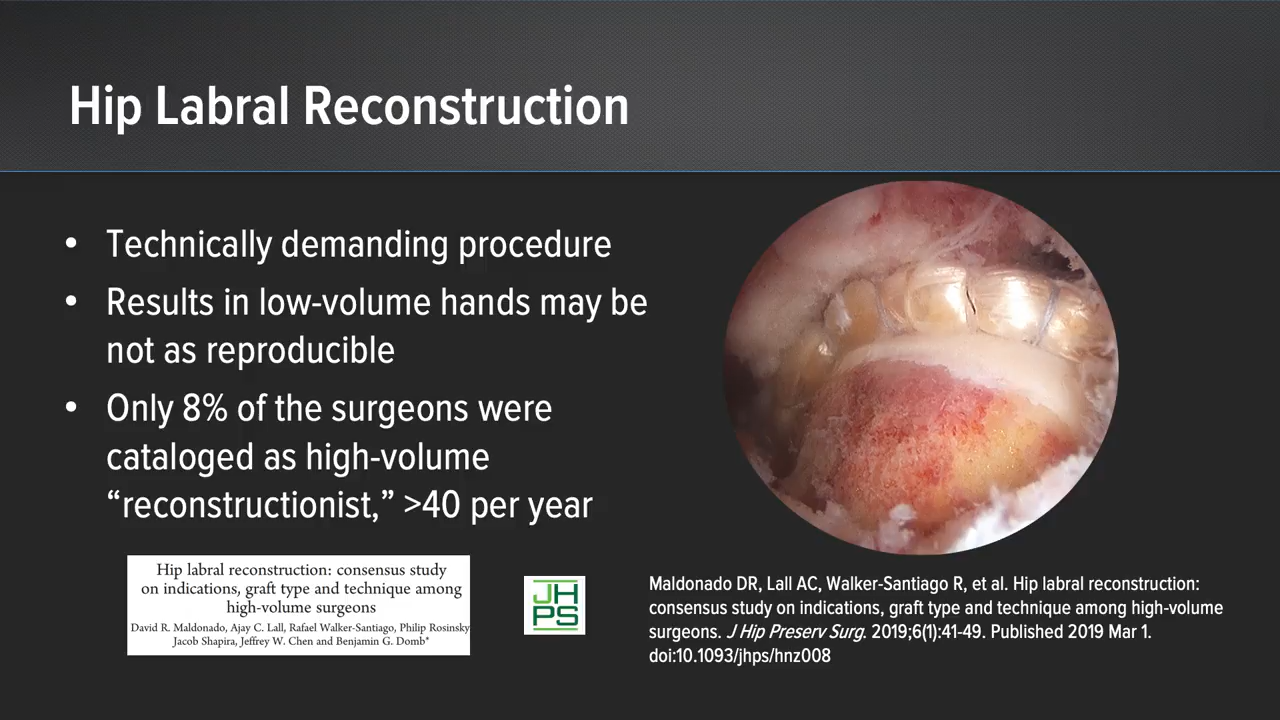 Hip Labral Reconstruction
• Technically demanding procedure
• Results in low-volume hands may be
not as reproducible
• Only 8% of the surgeons were
cataloged as high-volume
“reconstructionist,” >40 per year
Hip labral reconstruction: consensus study
on indications, graft type and technique among
high-volume surgeons
David R. Maldonado, Ajay C. Lall, Rafael Walker-Santiago, Philip Rosinsky
Jacob Shapira, Jeffrey W. Chen and Benjamin G. Domb*
JH
PS
Maldonado DR, Lall AC, Walker-Santiago R, et al. Hip labral reconstruction:
consensus study on indications, graft type and technique among high-volume
surgeons. J Hip Preserv Surg. 2019;6(1):41-49. Published 2019 Mar 1.
doi:10.1093/jhps/hnz008